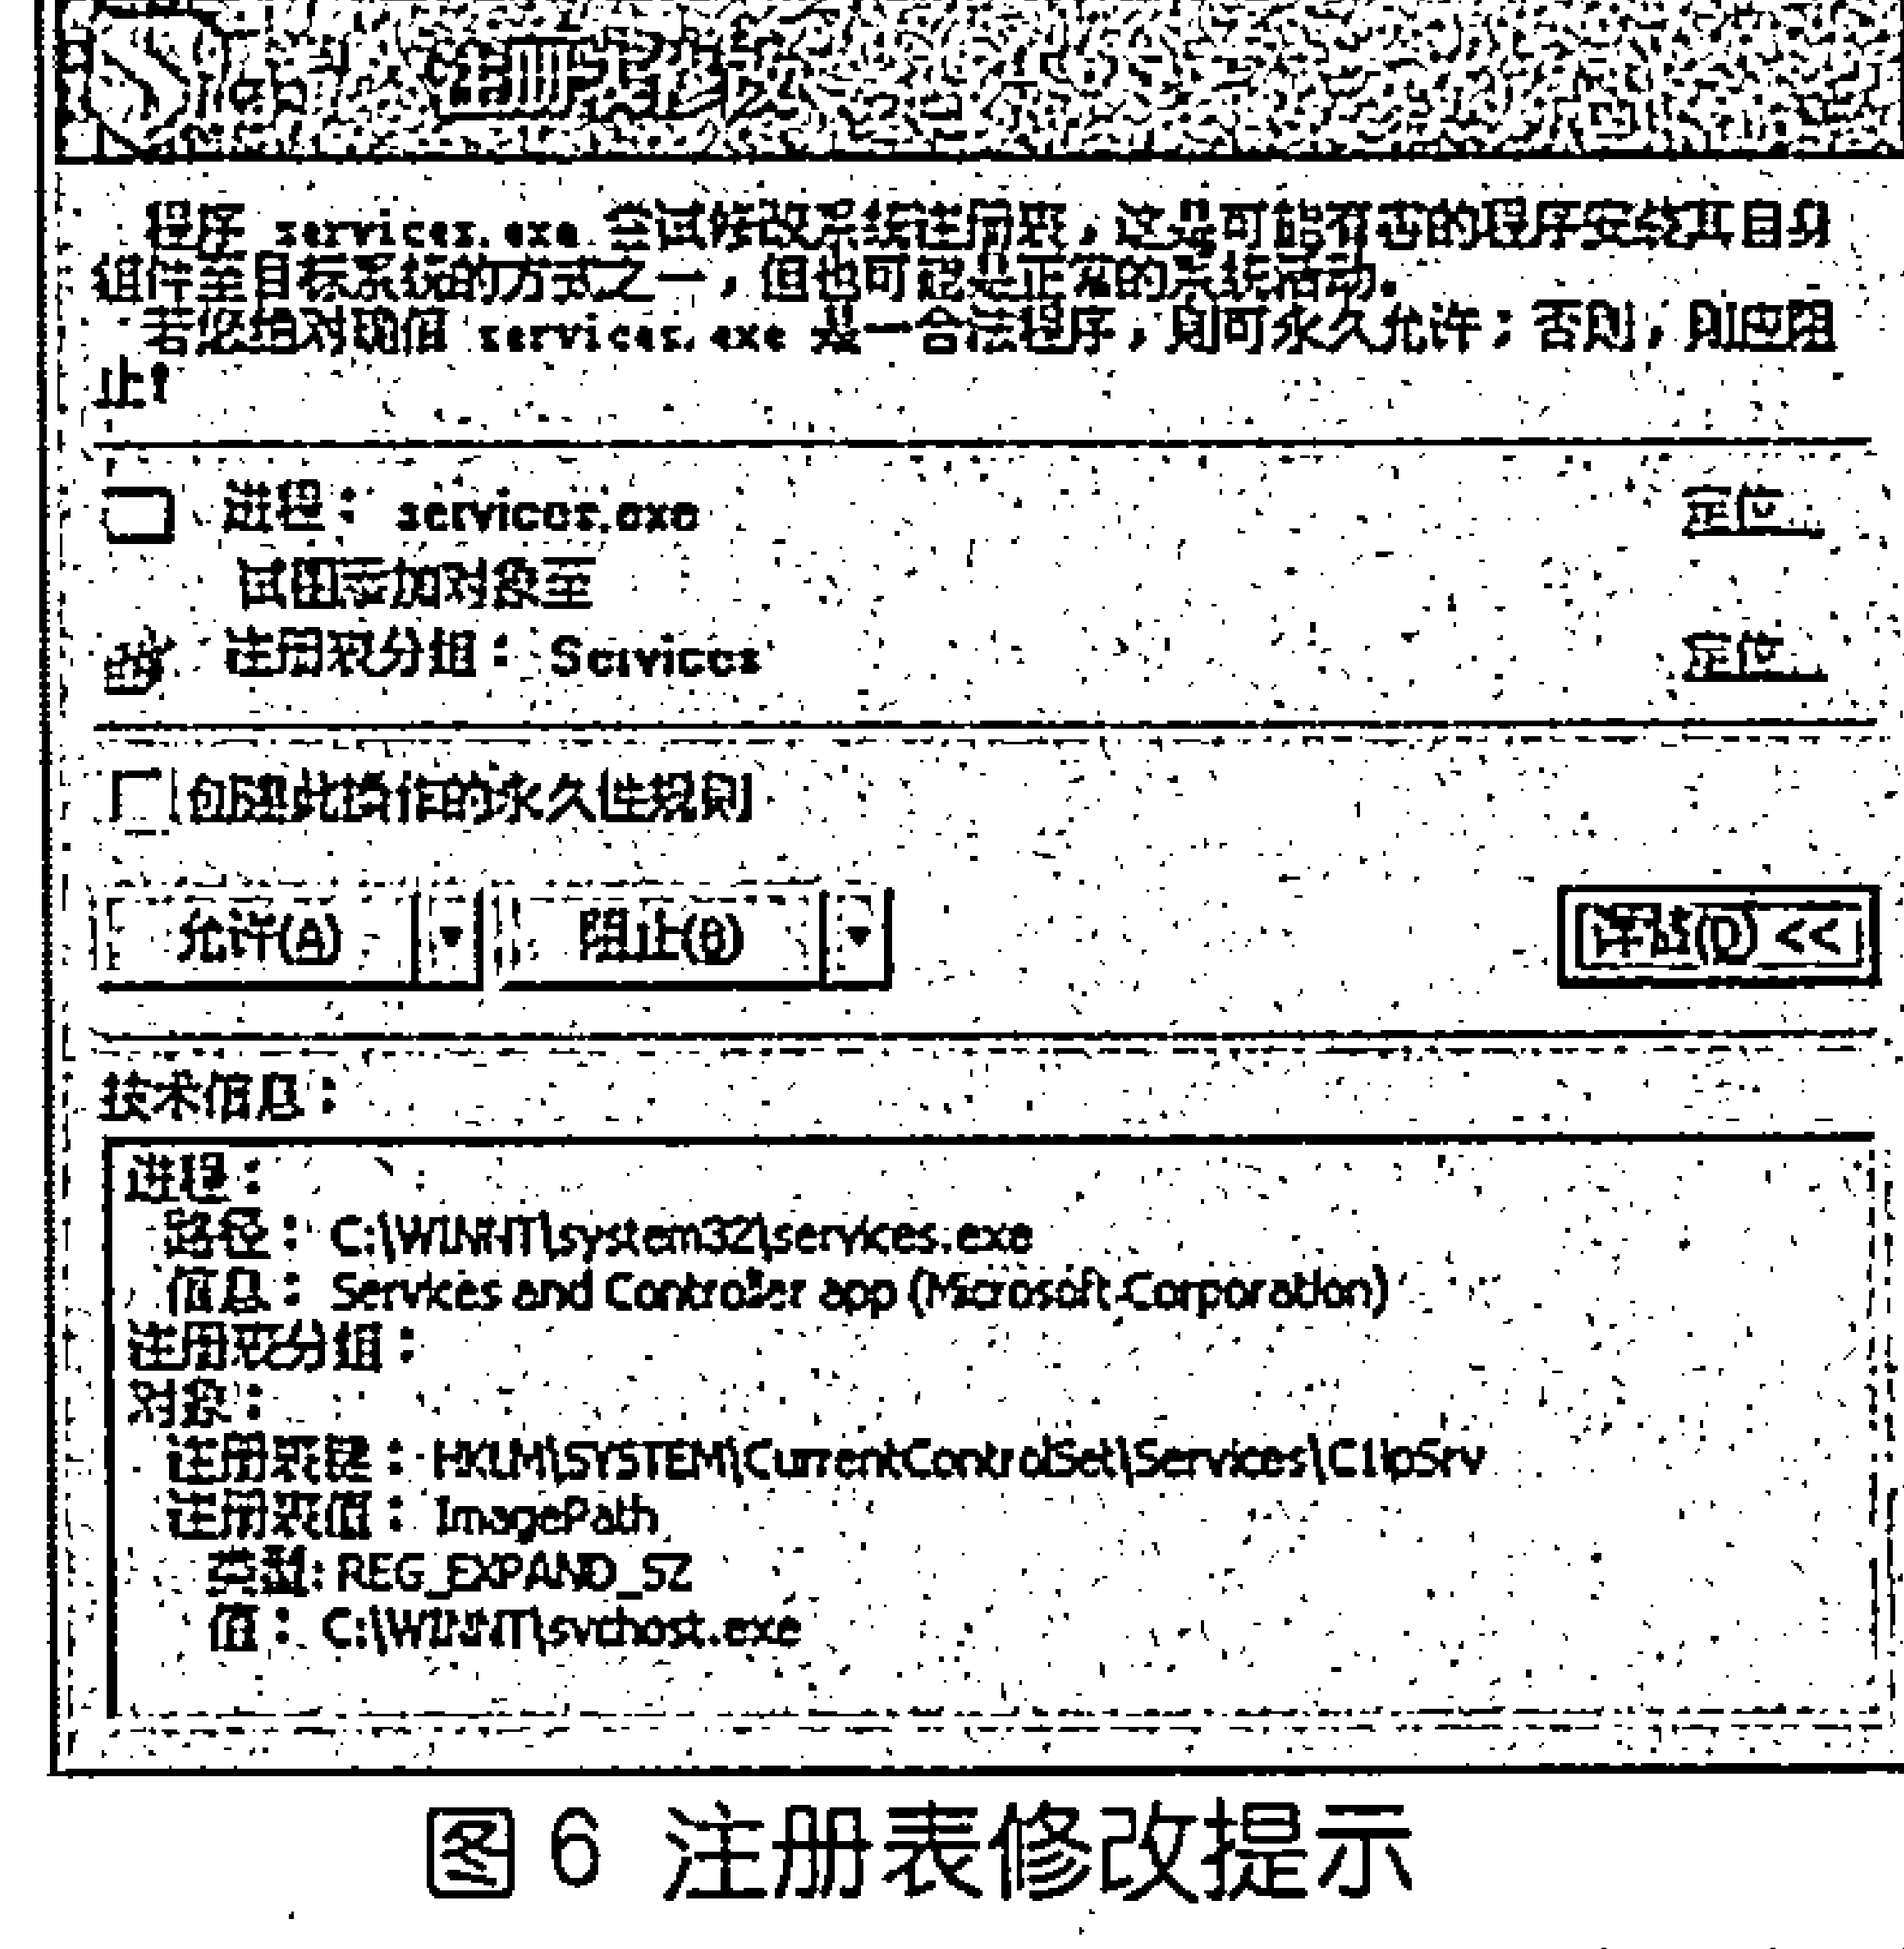 程序 services.exe 尝试修改系统注册表,这是可能有害的程序安装其自身
组件至目标系统的方式之一,但也可能是正常的系统活动。
若您绝对现信 services.exe 是一合法程序,则可永久允许;否则,则应阻
止!
进程: services.exe 定位...
试图添加对象至
注册表分组: Services 定位...
创建此操作的永久性规则
允许(A) 阻止(B) 详战(D) <<
技术信息:
进程:
路径: C:\WINNT\system32\services.exe
信息: Services and Controller app (Microsoft Corporation)
注册表分组:
对象:
注册表键: HKLM\SYSTEM\CurrentControlSet\Services\ClipSrv
注册表值: ImagePath
类型: REG_EXPAND_SZ
值: C:\WINNT\svchost.exe
图 6 注册表修改提示